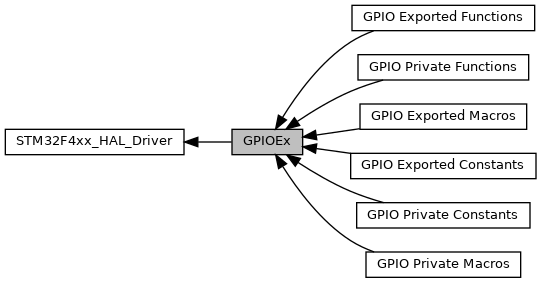 GPIO Exported Functions
GPIO Private Functions
GPIO Exported Macros
STM32F4xx_HAL_Driver
GPIOEx
GPIO Exported Constants
GPIO Private Constants
GPIO Private Macros